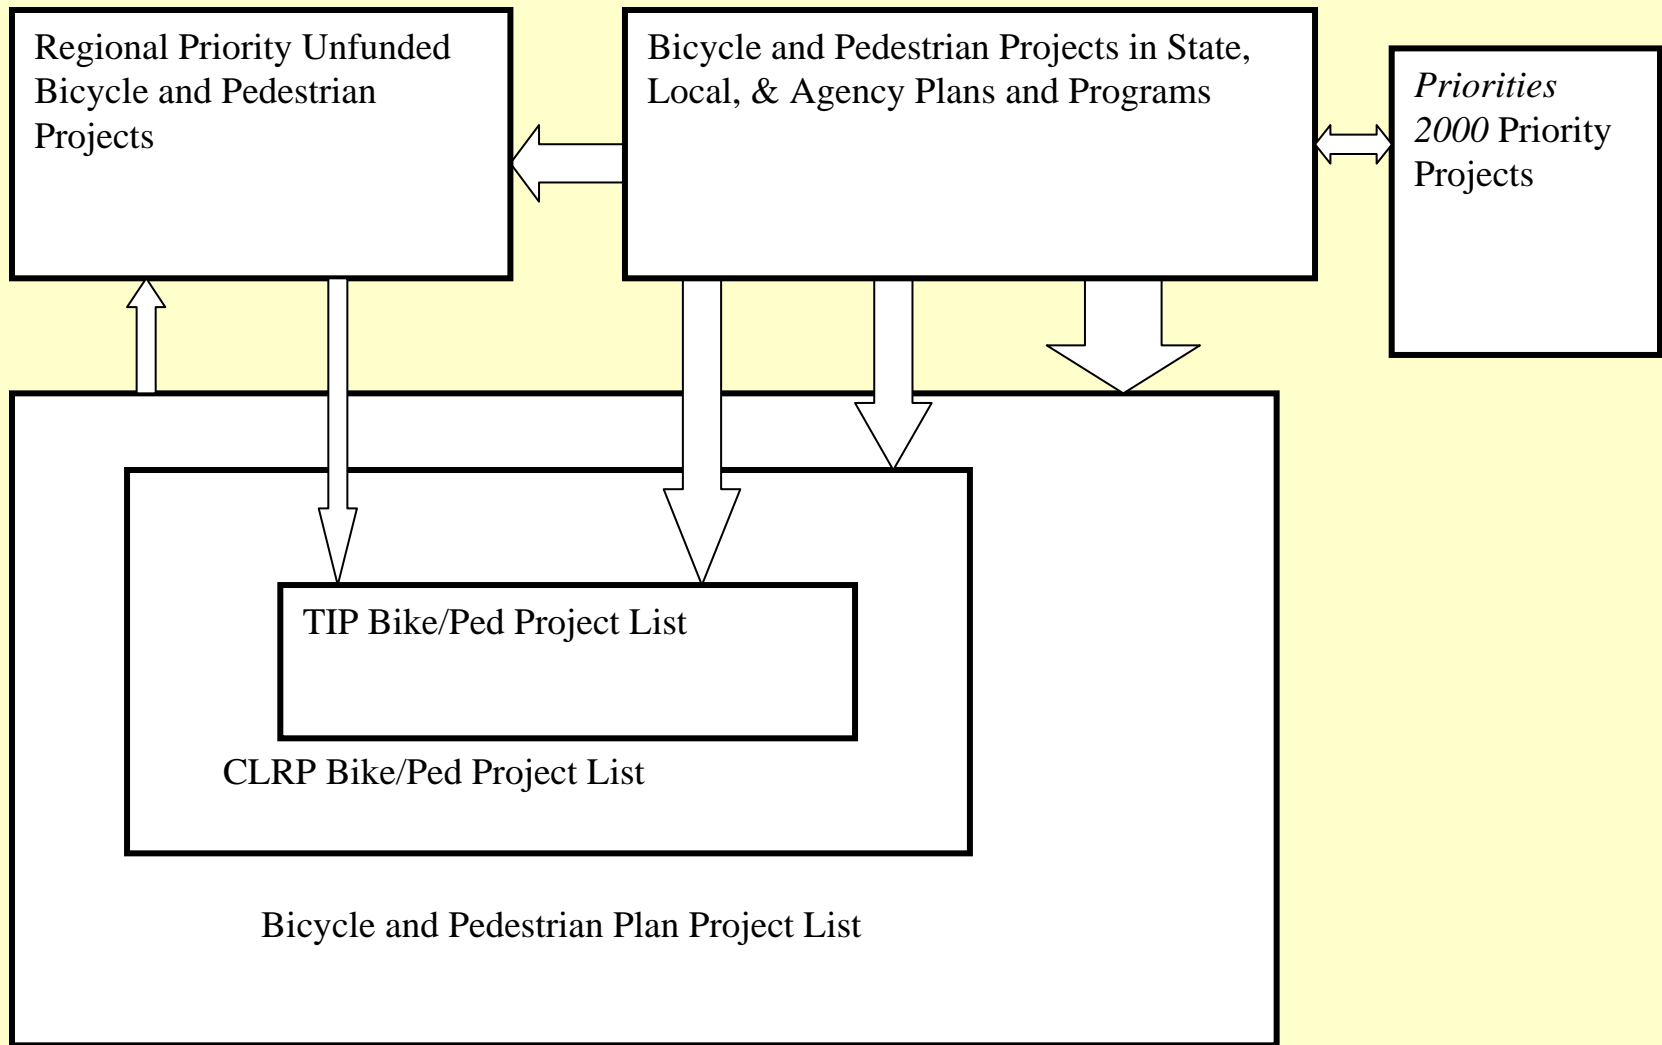 Regional Priority Unfunded
Bicycle and Pedestrian
Projects
Bicycle and Pedestrian Projects in State,
Local, & Agency Plans and Programs
Priorities
2000 Priority
Projects
TIP Bike/Ped Project List
CLRP Bike/Ped Project List
Bicycle and Pedestrian Plan Project List